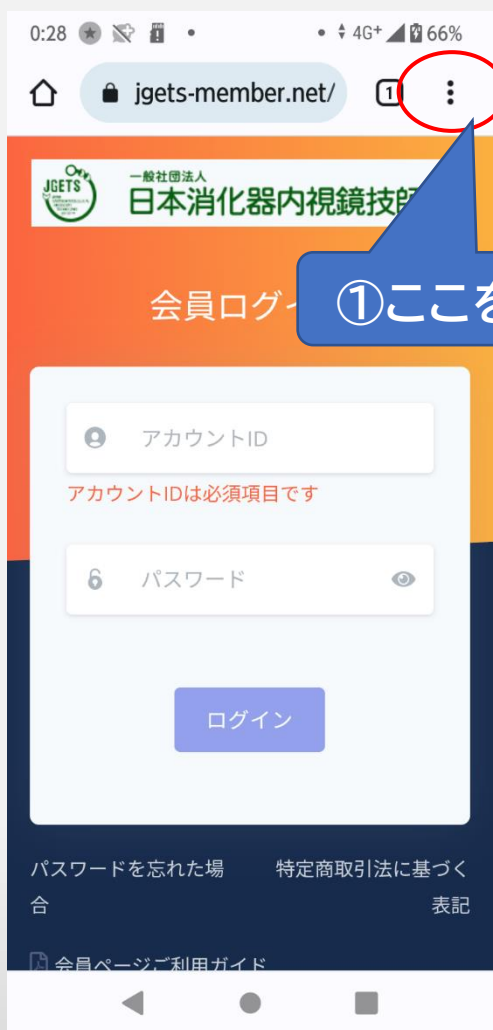 0:28
4G+ 66%
jgets-member.net/
1
JGETS
一般社団法人
日本消化器内視鏡技師
会員ログイ
①ここを
アカウントID
アカウントIDは必須項目です
パスワード
ログイン
パスワードを忘れた場
合
特定商取引法に基づく
表記
会員ページご利用ガイド